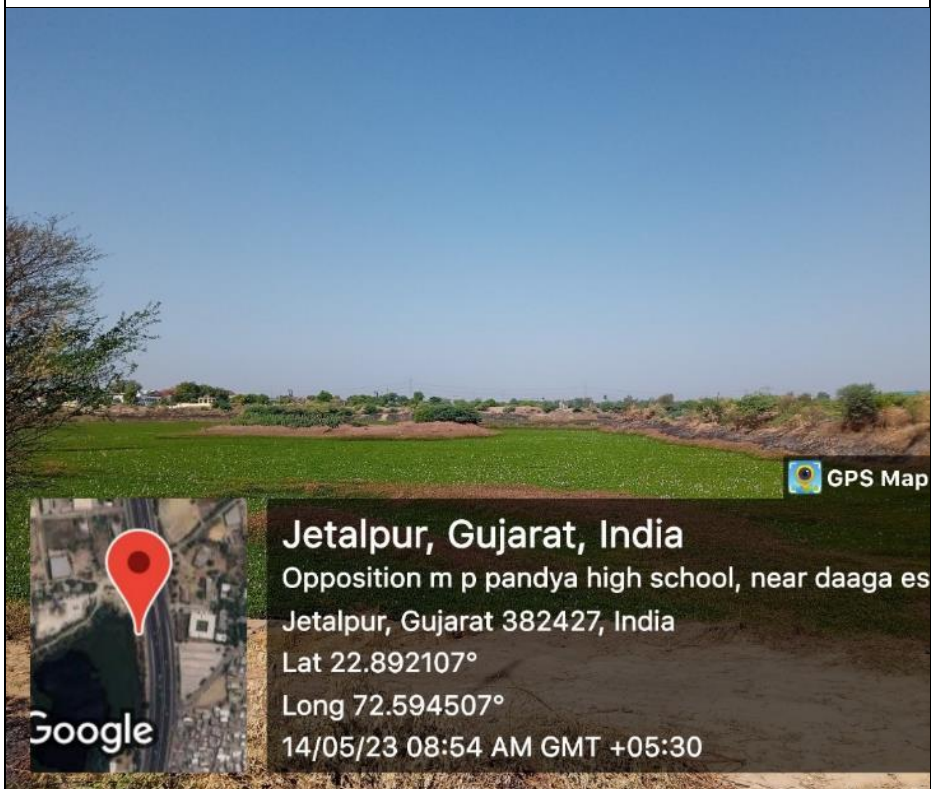 GPS Map
Jetalpur, Gujarat, India
Opposition m p pandya high school, near daaga es
Jetalpur, Gujarat 382427, India
Lat 22.892107°
Long 72.594507°
14/05/23 08:54 AM GMT +05:30
Google